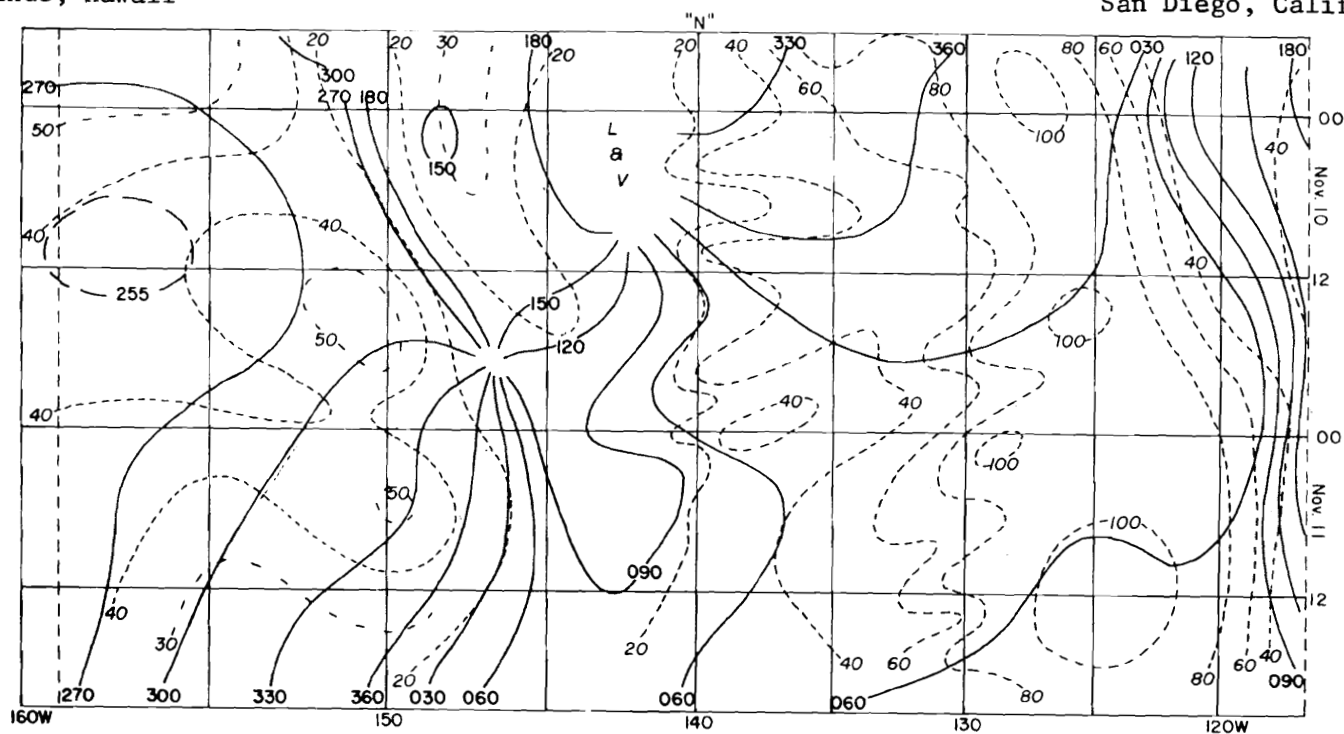 Hawaii
San Diego, Calif
"N"
20 20 30 180 20 20 40 330 360 80 60 030 120 180
300
270 270 180 60 80
50 150 L & V 100 40 00
Nov. 10
40 40
255 150 40 12
50 120 100
40 40 40 00
50 100
100 Nov. 11
090
40 30 20 12
20 40 60 80 60 40 090
270 300 330 360 030 060 060 060 80
160W 150 140 130 120W